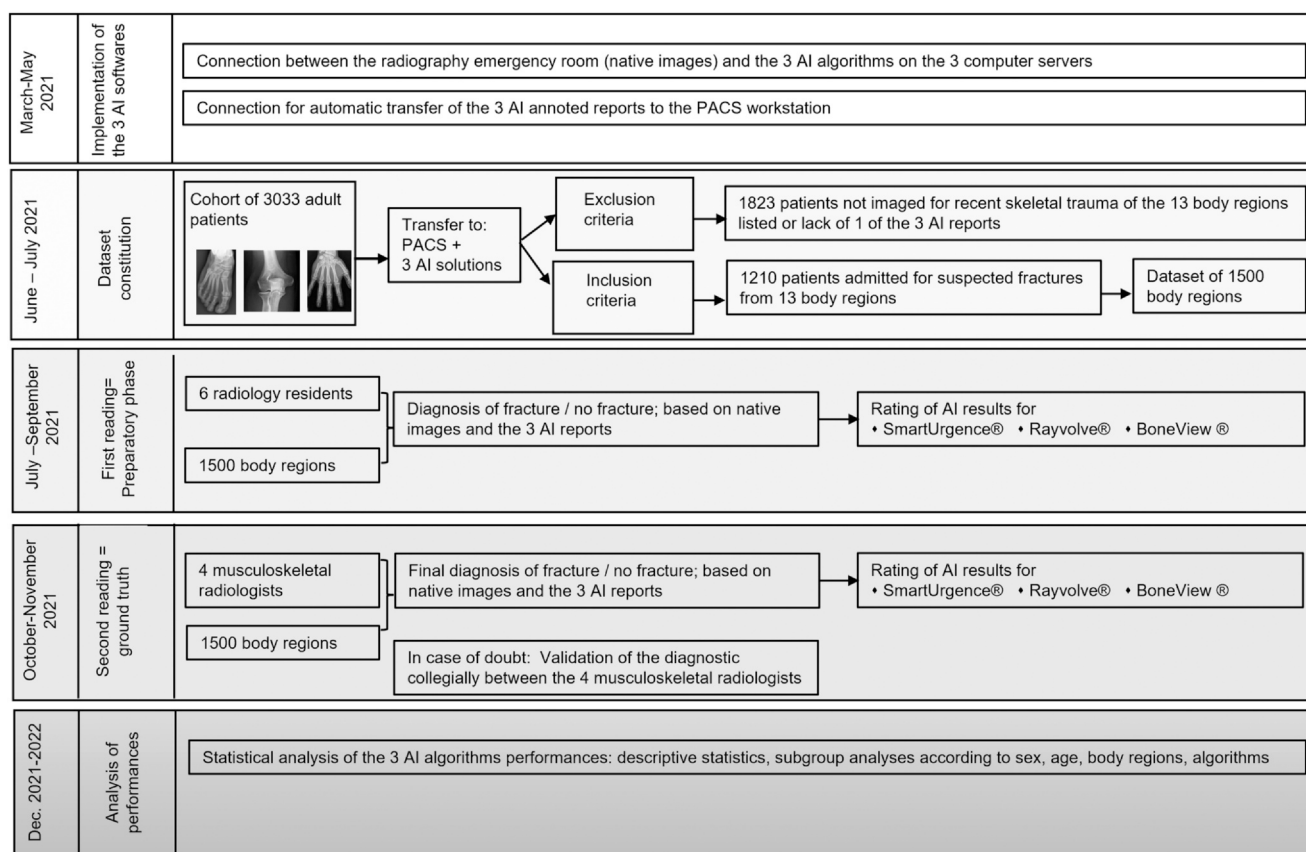 March-May
2021
Implementation of
the 3 AI softwares
Connection between the radiography emergency room (native images) and the 3 AI algorithms on the 3 computer servers
Connection for automatic transfer of the 3 AI annoted reports to the PACS workstation
June – July 2021
Dataset
constitution
Cohort of 3033 adult
patients
Transfer to:
PACS +
3 AI solutions
Exclusion
criteria
1823 patients not imaged for recent skeletal trauma of the 13 body regions
listed or lack of 1 of the 3 AI reports
Inclusion
criteria
1210 patients admitted for suspected fractures
from 13 body regions
Dataset of 1500
body regions
July –September
2021
First reading=
Preparatory phase
6 radiology residents
1500 body regions
Diagnosis of fracture / no fracture; based on native
images and the 3 AI reports
Rating of AI results for
♦ SmartUrgence® ♦ Rayvolve® ♦ BoneView ®
October-November
2021
Second reading =
ground truth
4 musculoskeletal
radiologists
1500 body regions
Final diagnosis of fracture / no fracture; based on
native images and the 3 AI reports
Rating of AI results for
♦ SmartUrgence® ♦ Rayvolve® ♦ BoneView ®
In case of doubt: Validation of the diagnostic
collegially between the 4 musculoskeletal radiologists
Dec. 2021-2022
Analysis of
performances
Statistical analysis of the 3 AI algorithms performances: descriptive statistics, subgroup analyses according to sex, age, body regions, algorithms